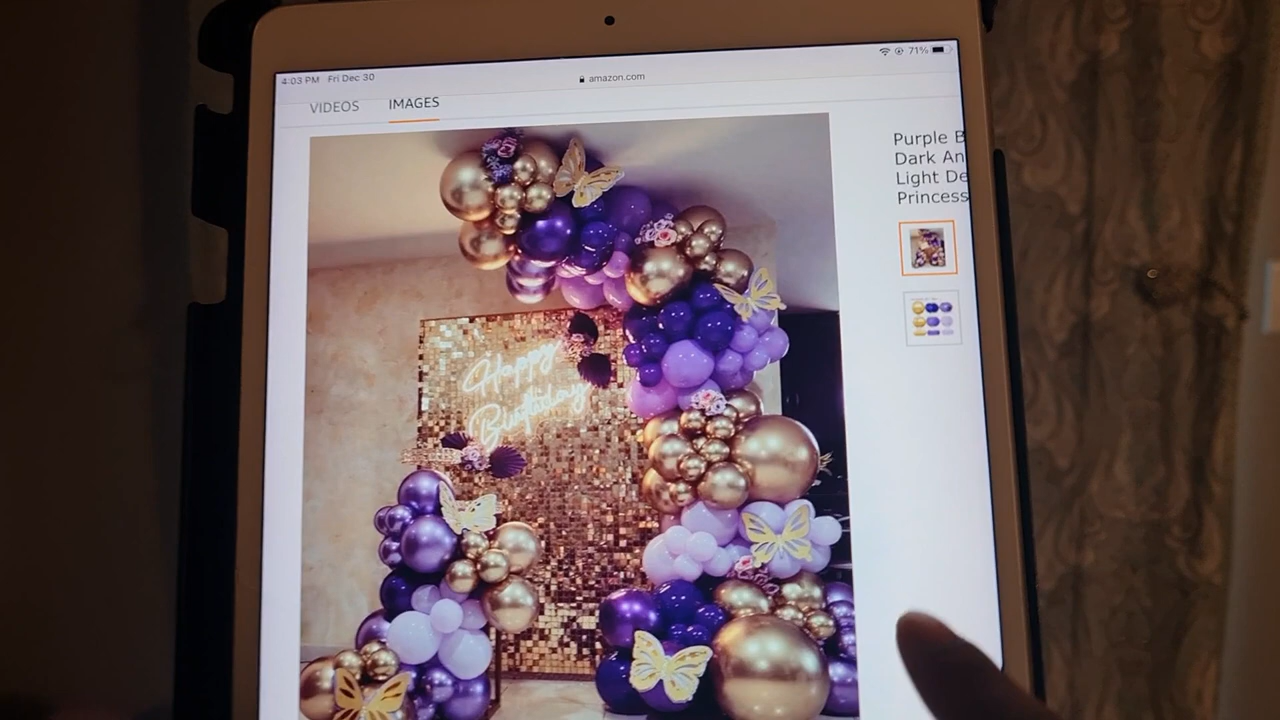 4:03 PM Fri Dec 30
amazon.com
71%
VIDEOS IMAGES
Purple B
Dark An
Light De
Princess
Happy
Birthday